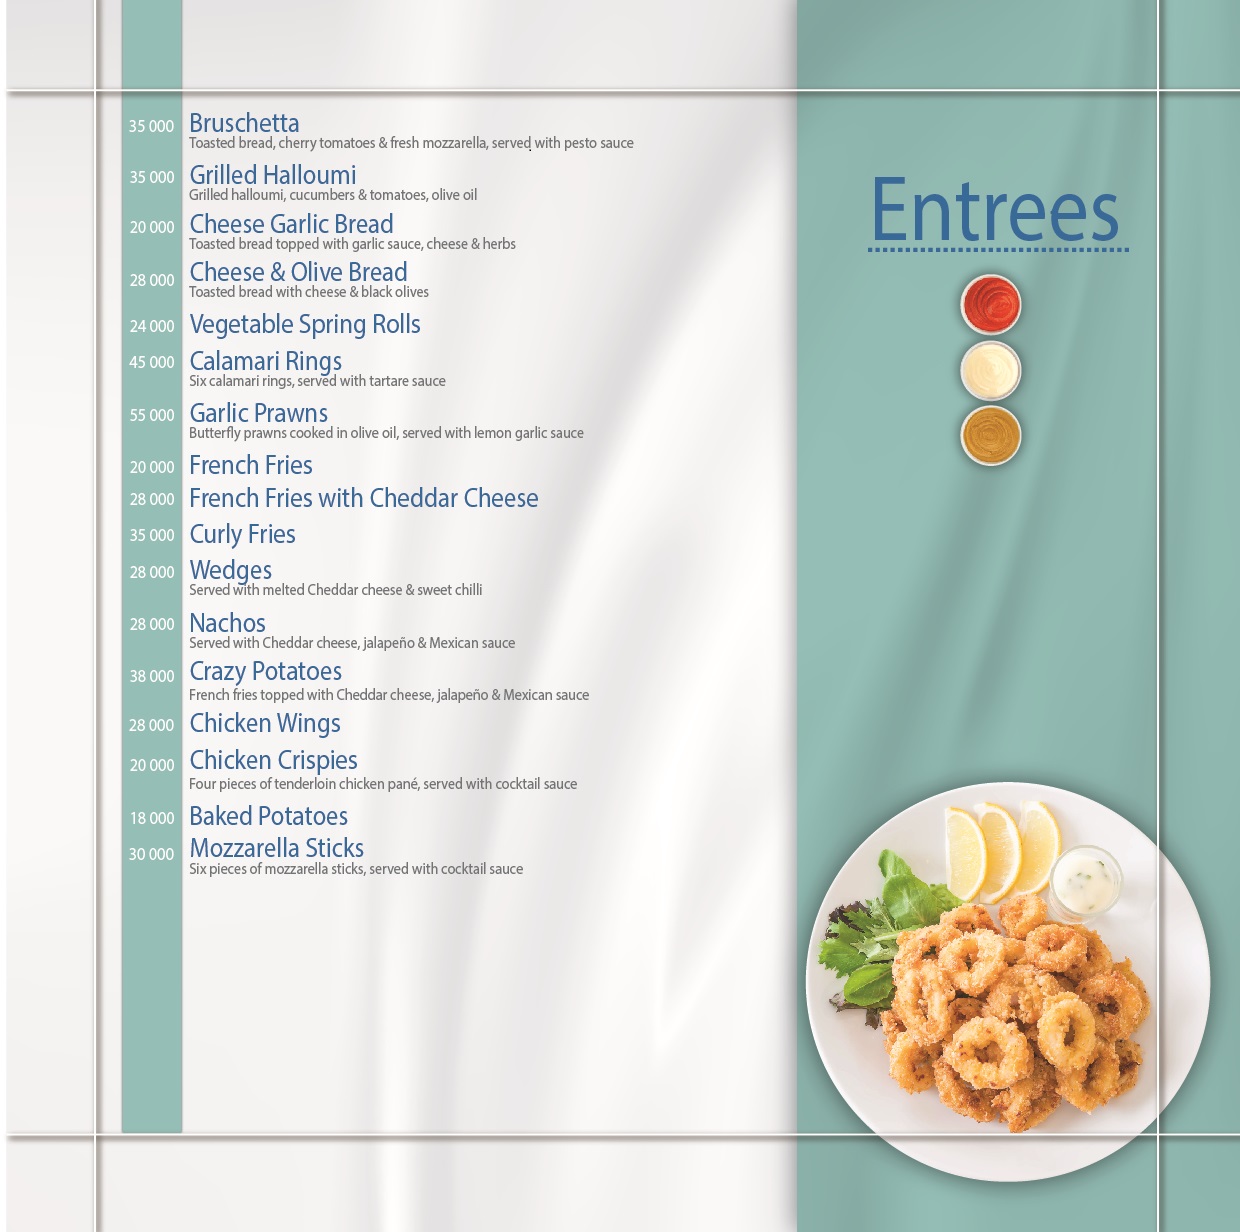 35 000 Bruschetta
Toasted bread, cherry tomatoes & fresh mozzarella, served with pesto sauce
35 000 Grilled Halloumi
Grilled halloumi, cucumbers & tomatoes, olive oil
20 000 Cheese Garlic Bread
Toasted bread topped with garlic sauce, cheese & herbs
28 000 Cheese & Olive Bread
Toasted bread with cheese & black olives
24 000 Vegetable Spring Rolls
45 000 Calamari Rings
Six calamari rings, served with tartare sauce
55 000 Garlic Prawns
Butterfly prawns cooked in olive oil, served with lemon garlic sauce
20 000 French Fries
28 000 French Fries with Cheddar Cheese
35 000 Curly Fries
28 000 Wedges
Served with melted Cheddar cheese & sweet chilli
28 000 Nachos
Served with Cheddar cheese, jalapeño & Mexican sauce
38 000 Crazy Potatoes
French fries topped with Cheddar cheese, jalapeño & Mexican sauce
28 000 Chicken Wings
20 000 Chicken Crispies
Four pieces of tenderloin chicken pané, served with cocktail sauce
18 000 Baked Potatoes
30 000 Mozzarella Sticks
Six pieces of mozzarella sticks, served with cocktail sauce
Entrees